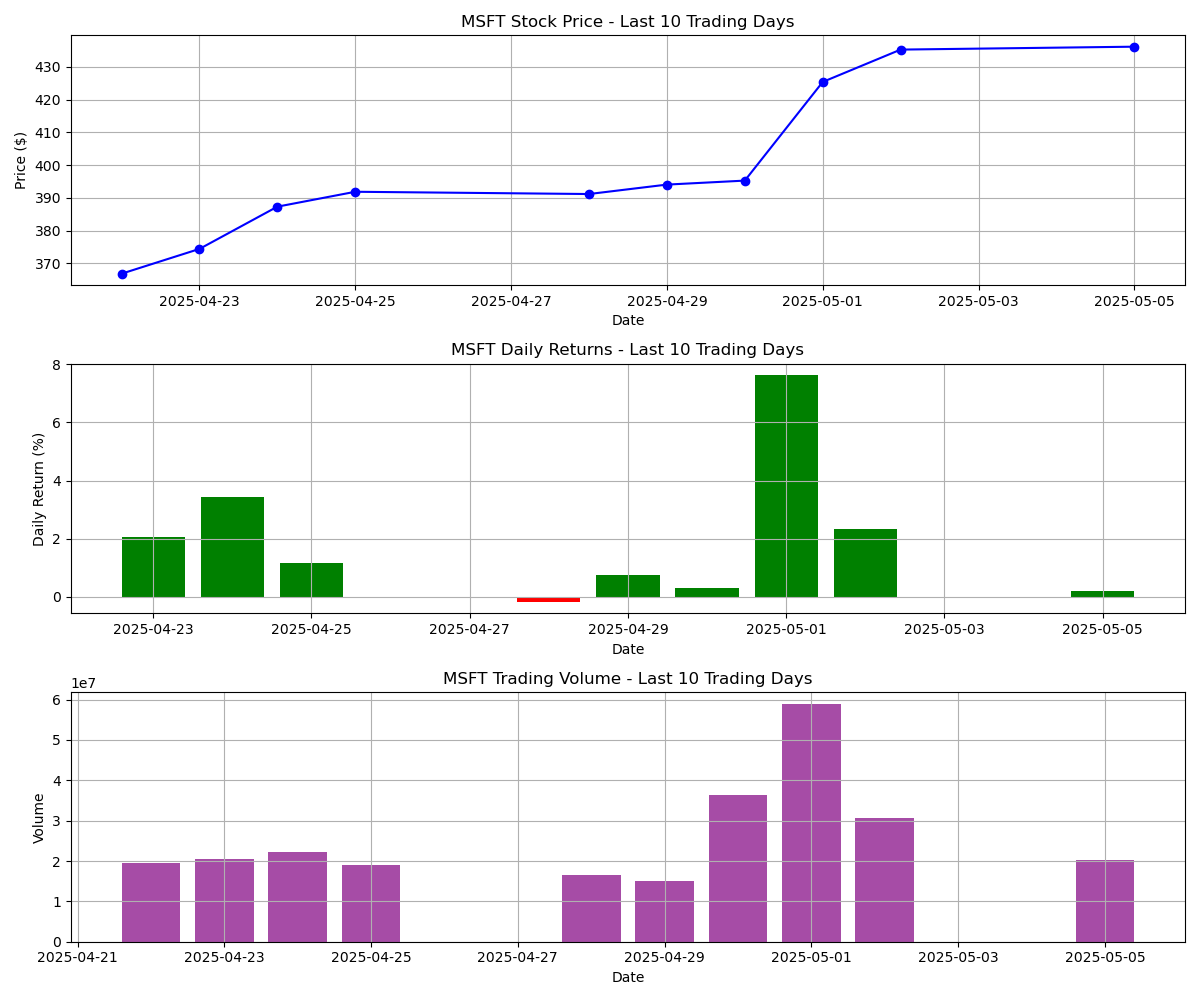 MSFT Stock Price - Last 10 Trading Days
Price ($)
430
420
410
400
390
380
370
2025-04-23 2025-04-25 2025-04-27 2025-04-29 2025-05-01 2025-05-03 2025-05-05
Date
MSFT Daily Returns - Last 10 Trading Days
Daily Return (%)
8
6
4
2
0
2025-04-23 2025-04-25 2025-04-27 2025-04-29 2025-05-01 2025-05-03 2025-05-05
Date
MSFT Trading Volume - Last 10 Trading Days
1e7
Volume
6
5
4
3
2
1
0
2025-04-21 2025-04-23 2025-04-25 2025-04-27 2025-04-29 2025-05-01 2025-05-03 2025-05-05
Date